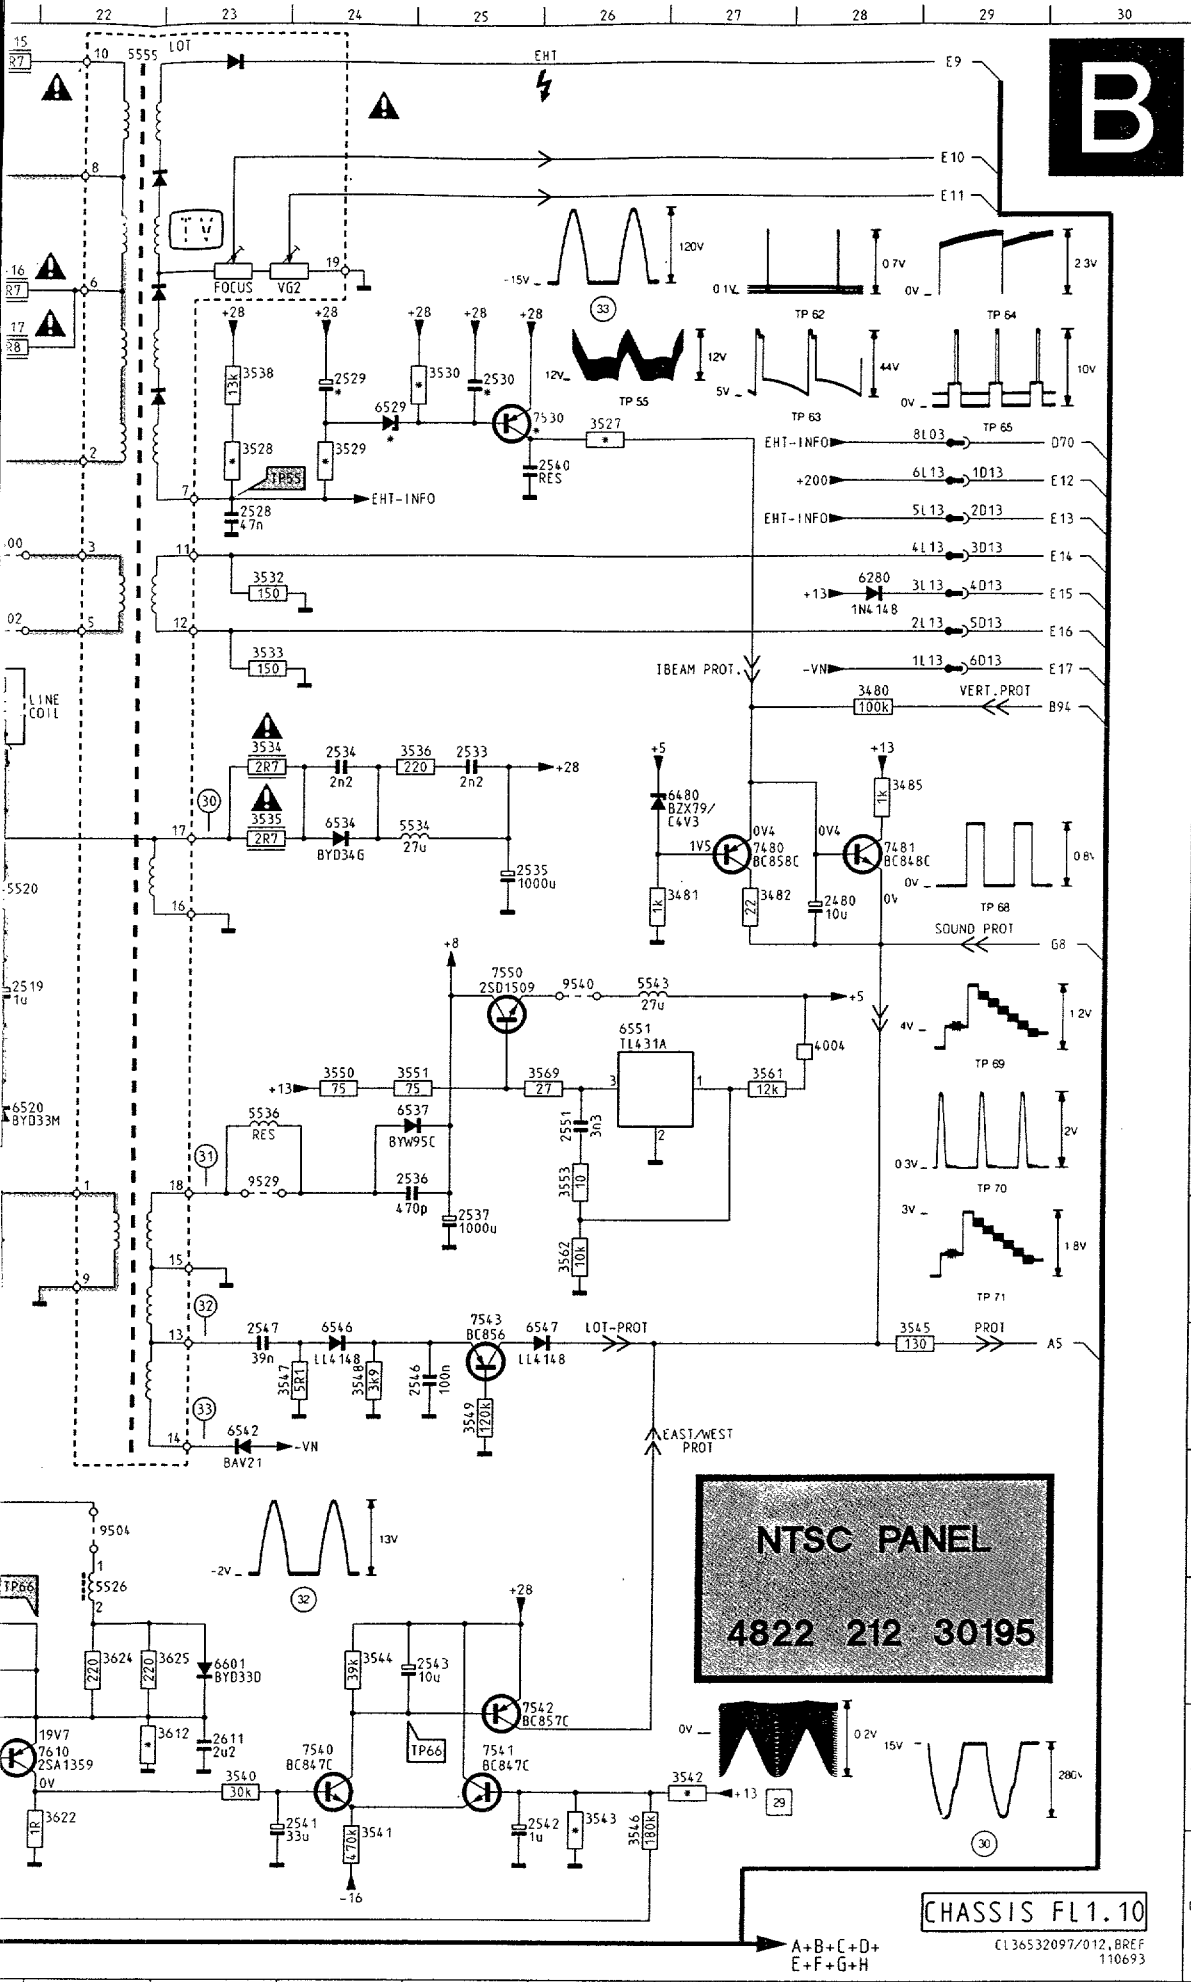 22 23 24 25 26 27 28 29 30
15
R7
10
5555
LOT
EHT
E9
B
8
E10
E11
TV
16
R7
6
17
R8
FOCUS
VG2
19
-15V
120V
33
0.1V
0.7V
TP 62
0V
2.3V
TP 64
+28
+28
+28
+28
3538
13k
2529
*
3530
*
2530
*
6529
*
7530
*
12V
12V
TP 55
5V
44V
TP 63
0V
10V
TP 65
3528
*
TP55
3529
*
3527
*
2540
RES
2
7
EHT-INFO
2528
47n
EHT-INFO
8L03
D70
+200
6L13
1D13
E12
EHT-INFO
5L13
2D13
E13
00
3
11
4L13
3D13
E14
3532
150
+13
6280
1N4148
3L13
4D13
E15
02
5
12
2L13
5D13
E16
3533
150
IBEAM PROT.
-VN
1L13
6D13
E17
LINE
COIL
3480
100k
VERT.PROT
B94
3534
2R7
2534
2n2
3536
220
2533
2n2
+28
+5
+13
3485
1k
30
3535
2R7
6534
BYD34G
5534
27u
17
6480
BZX79/
C4V3
0V4
1V5
7480
BC858C
0V4
7481
BC848C
0V
0V
0.8V
TP 68
5520
16
2535
1000u
3481
1k
3482
22
2480
10u
SOUND PROT
G8
+8
2519
1u
7550
2SD1509
9540
5543
27u
+5
4V
1.2V
TP 69
6551
TL431A
4004
+13
3550
75
3551
75
3569
27
3
1
2
3561
12k
6520
BYD33M
5536
RES
6537
BYW95C
2551
3n3
0.3V
2V
TP 70
31
1
18
9529
2536
470p
3553
10
2537
1000u
3562
10k
3V
1.8V
TP 71
15
9
32
13
2547
39n
6546
LL4148
7543
BC856
6547
LL4148
LOT-PROT
3545
130
PROT
A5
3547
5R1
3548
3k9
2546
100n
3549
120k
33
14
6542
BAV21
-VN
EAST/WEST
PROT
9504
-2V
13V
32
NTSC PANEL
4822 212 30195
TP66
1
5526
2
+28
3624
220
3625
220
6601
BYD33D
3544
39k
2543
10u
7542
BC857C
19V7
7610
2SA1359
0V
3612
*
2611
2u2
TP66
0V
0.2V
29
15V
280V
30
7540
BC847C
7541
BC847C
3540
30k
3542
*
+13
3622
1R
2541
33u
3541
470k
2542
1u
3543
*
3546
180k
-16
CHASSIS FL1.10
CL36532097/012,BREF
110693
A+B+C+D+
E+F+G+H